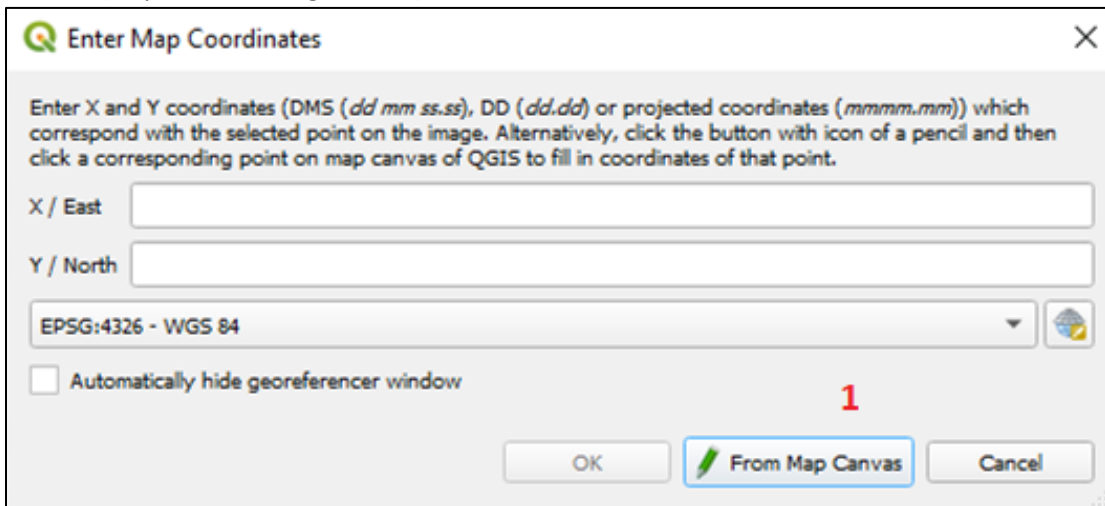 Enter Map Coordinates
Enter X and Y coordinates (DMS (dd mm ss.ss), DD (dd.dd) or projected coordinates (mmmm.mm)) which
correspond with the selected point on the image. Alternatively, click the button with icon of a pencil and then
click a corresponding point on map canvas of QGIS to fill in coordinates of that point.
X / East
Y / North
EPSG:4326 - WGS 84
Automatically hide georeferencer window
1
OK From Map Canvas Cancel